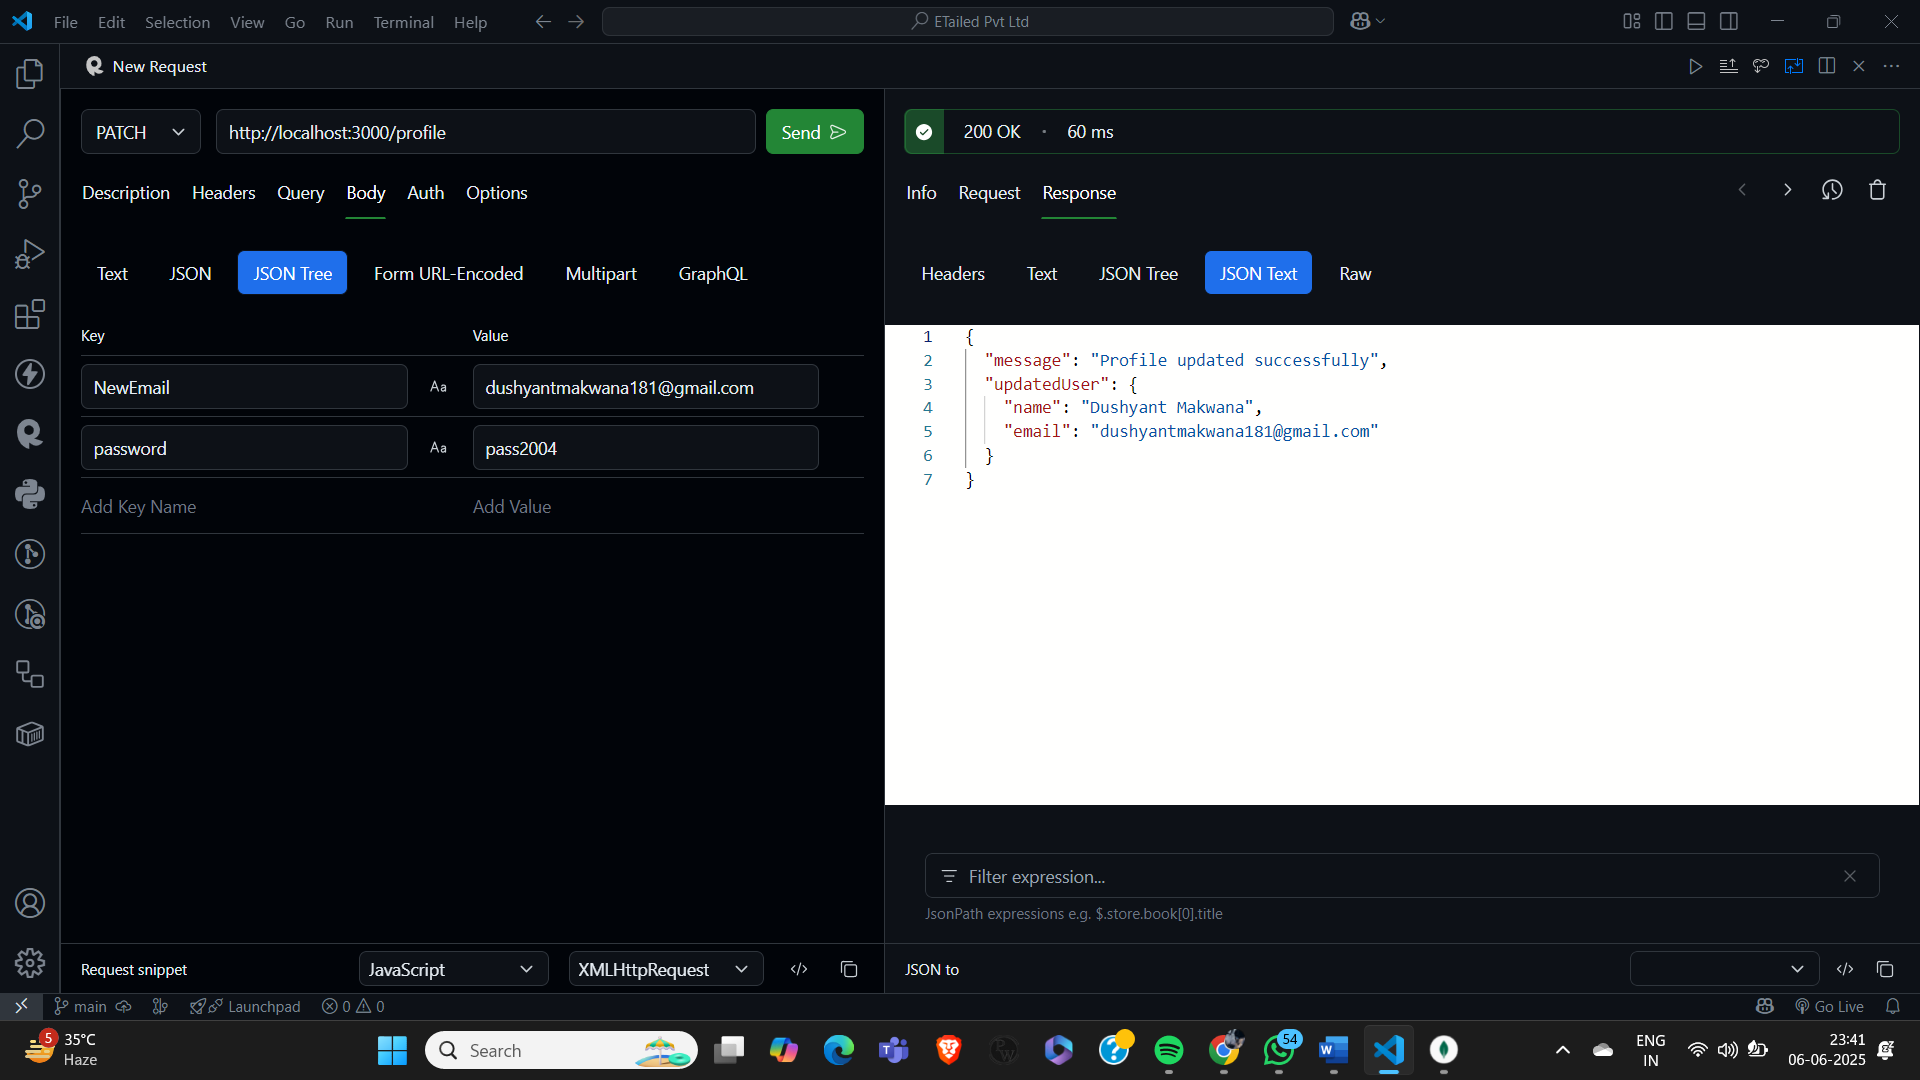 File Edit Selection View Go Run Terminal Help
ETailed Pvt Ltd
New Request
PATCH
http://localhost:3000/profile
Send
Description Headers Query Body Auth Options
Text JSON JSON Tree Form URL-Encoded Multipart GraphQL
Key Value
NewEmail Aa dushyantmakwana181@gmail.com
password Aa pass2004
Add Key Name Add Value
Request snippet JavaScript XMLHttpRequest
200 OK · 60 ms
Info Request Response
Headers Text JSON Tree JSON Text Raw
1 {
2 "message": "Profile updated successfully",
3 "updatedUser": {
4 "name": "Dushyant Makwana",
5 "email": "dushyantmakwana181@gmail.com"
6 }
7 }
Filter expression...
JsonPath expressions e.g. $.store.book[0].title
JSON to
main Launchpad 0 0 Go Live
5
35°C
Haze
Search
54
ENG
IN
23:41
06-06-2025